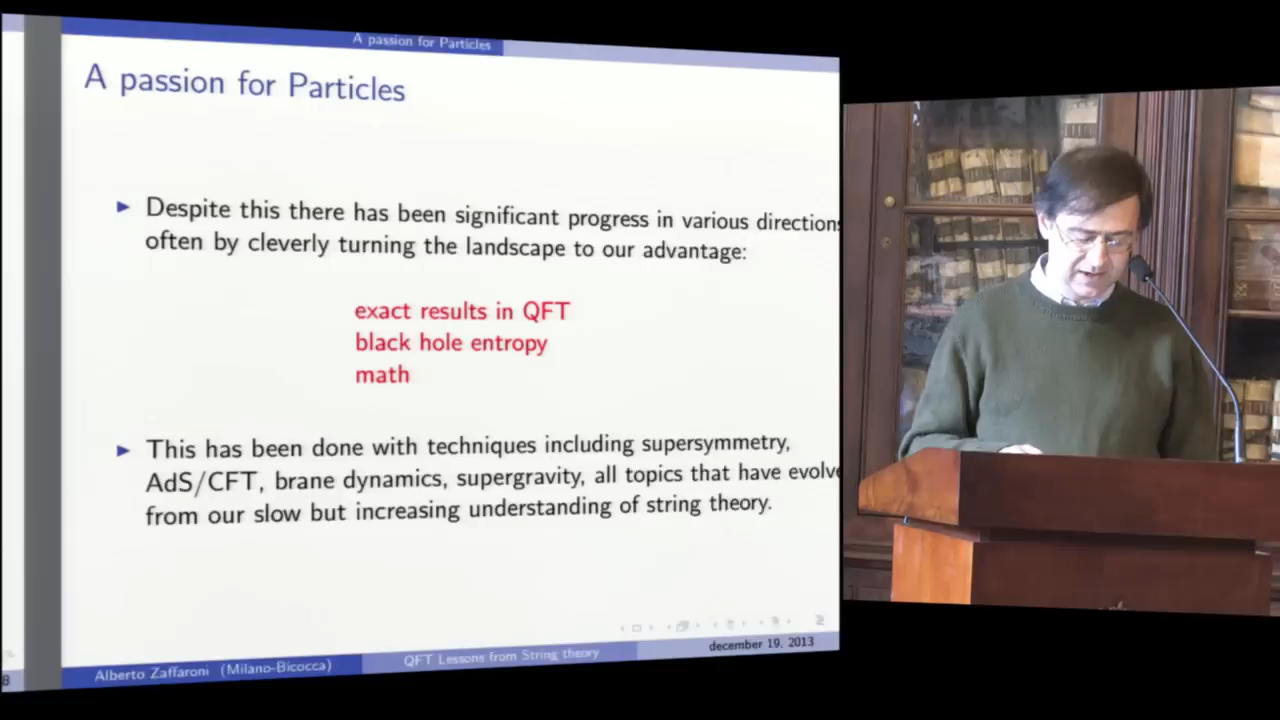 A passion for Particles
A passion for Particles
Despite this there has been significant progress in various directions
often by cleverly turning the landscape to our advantage:
exact results in QFT
black hole entropy
math
This has been done with techniques including supersymmetry,
AdS/CFT, brane dynamics, supergravity, all topics that have evolve
from our slow but increasing understanding of string theory.
8
Alberto Zaffaroni (Milano-Bicocca)
QFT Lessons from String theory
december 19, 2013